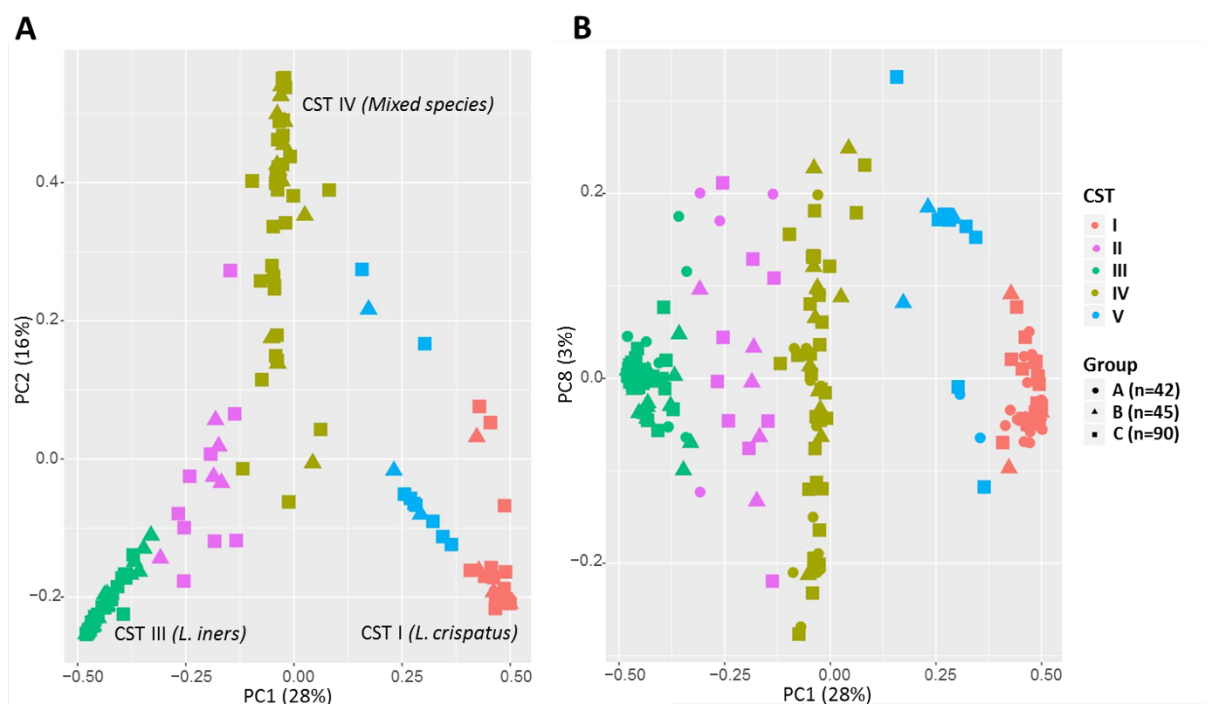 A
B
CST IV (Mixed species)
CST III (L. iners)
CST I (L. crispatus)
0.4
0.2
0.0
−0.2
PC2 (16%)
−0.50
−0.25
0.00
0.25
0.50
PC1 (28%)
0.2
0.0
−0.2
PC8 (3%)
−0.50
−0.25
0.00
0.25
0.50
PC1 (28%)
CST
I
II
III
IV
V
Group
A (n=42)
B (n=45)
C (n=90)